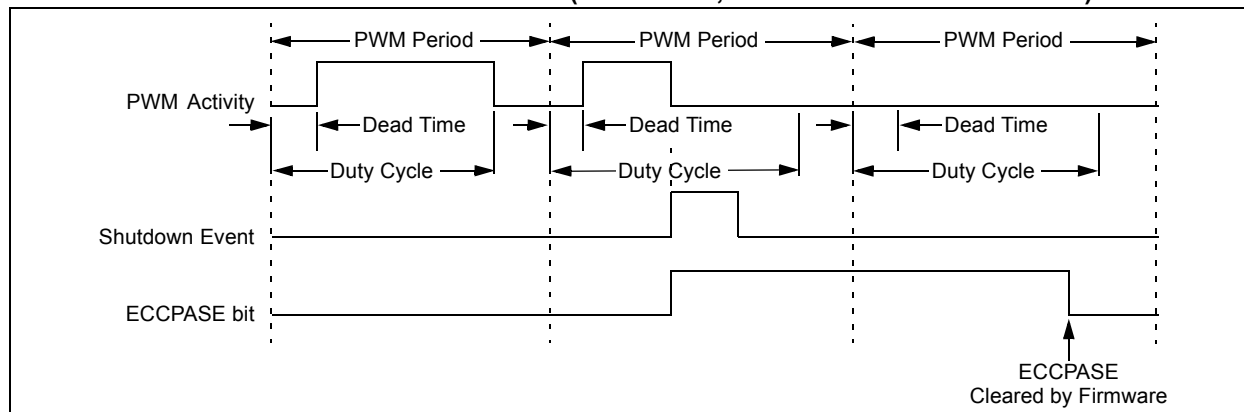 PWM Period PWM Period PWM Period
PWM Activity
Dead Time Dead Time Dead Time
Duty Cycle Duty Cycle Duty Cycle
Shutdown Event
ECCPASE bit
ECCPASE
Cleared by Firmware